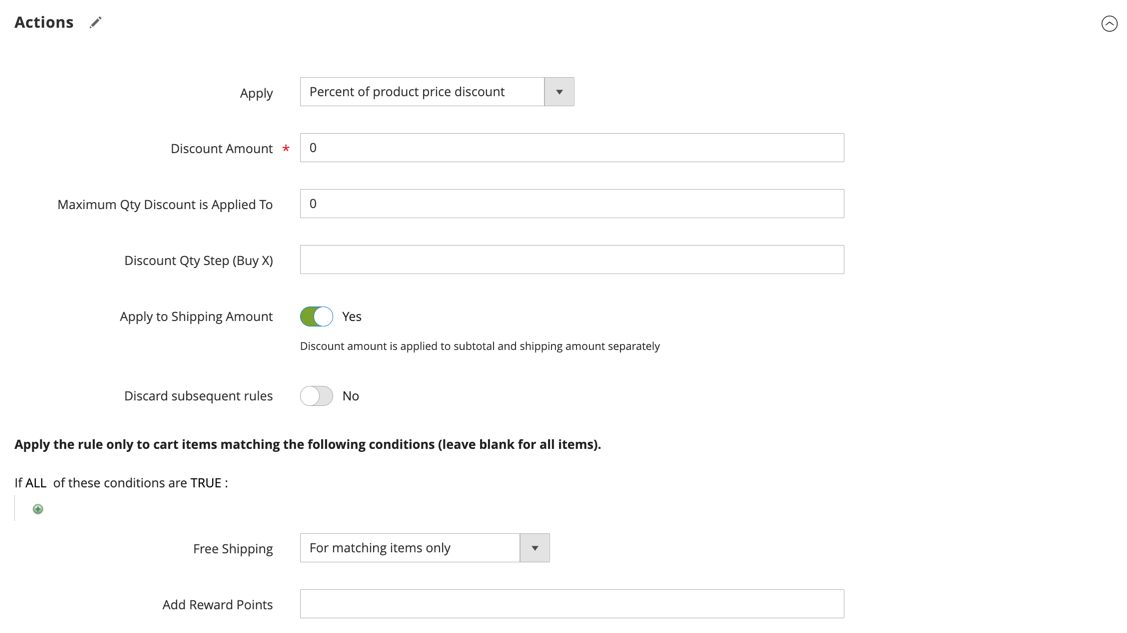 Actions
Apply Percent of product price discount
Discount Amount * 0
Maximum Qty Discount is Applied To 0
Discount Qty Step (Buy X)
Apply to Shipping Amount Yes
Discount amount is applied to subtotal and shipping amount separately
Discard subsequent rules No
Apply the rule only to cart items matching the following conditions (leave blank for all items).
If ALL of these conditions are TRUE :
Free Shipping For matching items only
Add Reward Points